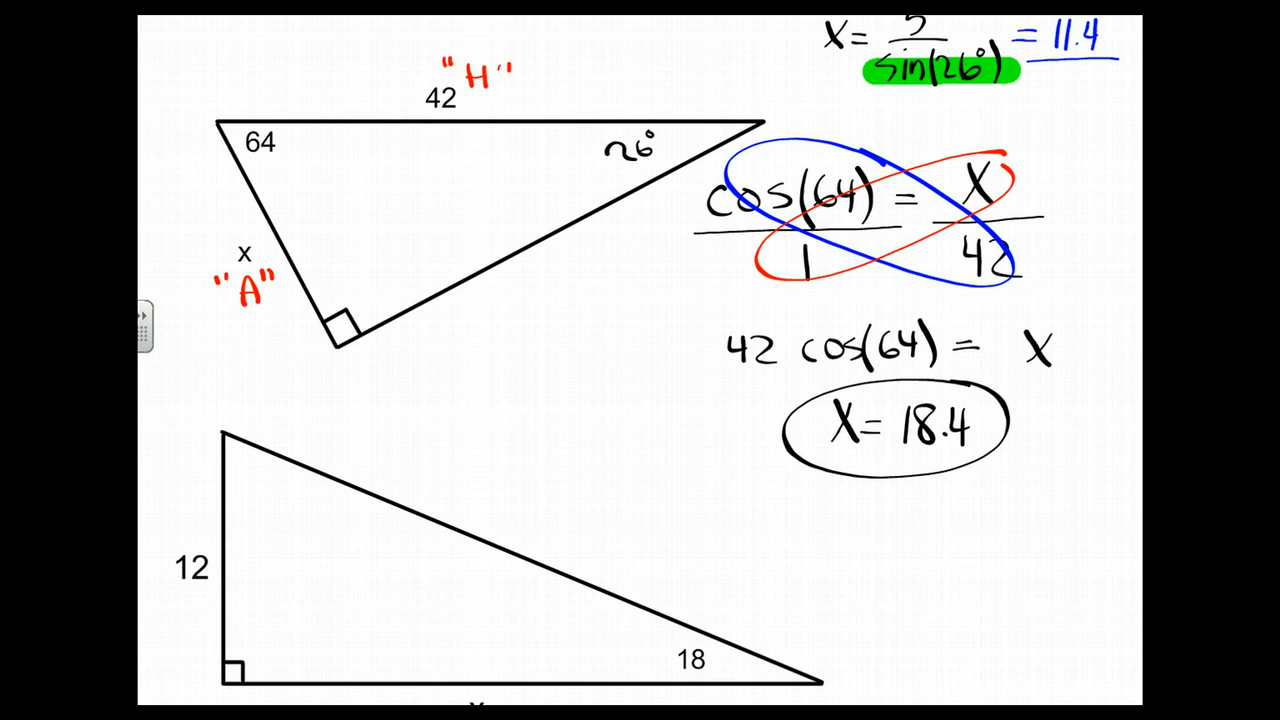 x = 5 / sin(26°) = 11.4
"H"
42
64
26°
cos(64) = X
1 42
x
"A"
42 cos(64) = X
X = 18.4
12
18